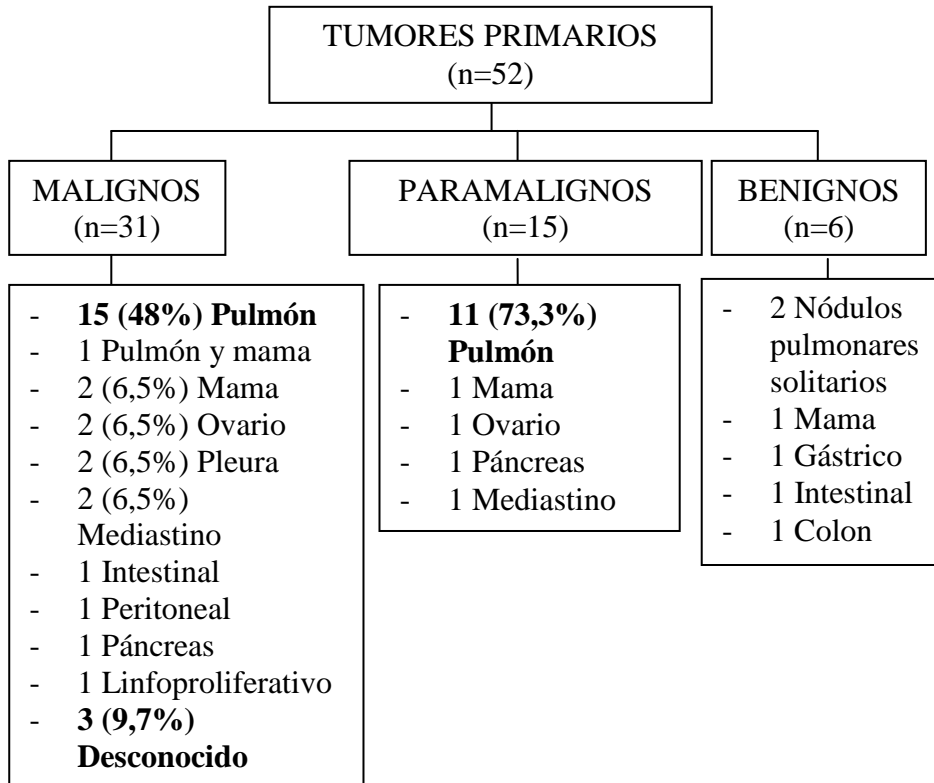 TUMORES PRIMARIOS
(n=52)
MALIGNOS
(n=31)
PARAMALIGNOS
(n=15)
BENIGNOS
(n=6)
- 15 (48%) Pulmón
- 1 Pulmón y mama
- 2 (6,5%) Mama
- 2 (6,5%) Ovario
- 2 (6,5%) Pleura
- 2 (6,5%)
Mediastino
- 1 Intestinal
- 1 Peritoneal
- 1 Páncreas
- 1 Linfoproliferativo
- 3 (9,7%)
Desconocido
- 11 (73,3%)
Pulmón
- 1 Mama
- 1 Ovario
- 1 Páncreas
- 1 Mediastino
- 2 Nódulos
pulmonares
solitarios
- 1 Mama
- 1 Gástrico
- 1 Intestinal
- 1 Colon